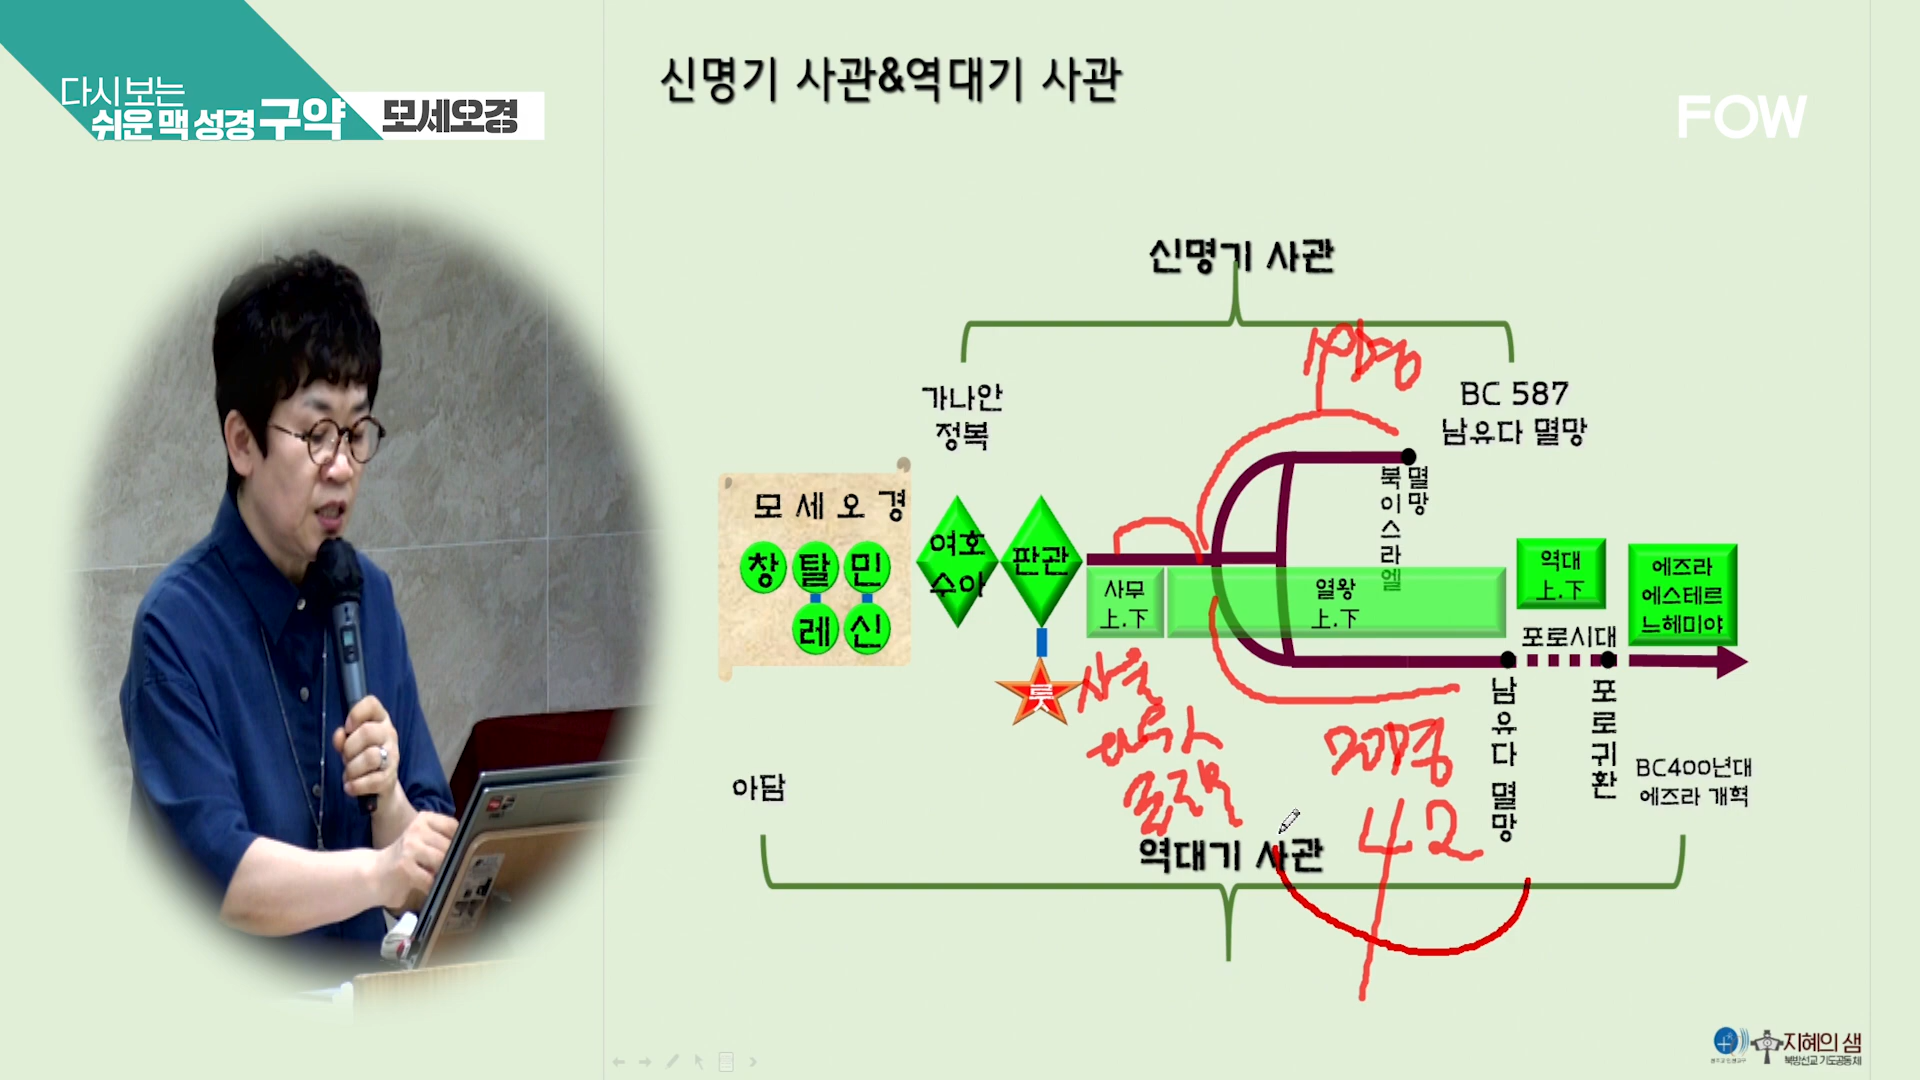 다시 보는
쉬운 맥 성경 구약
모세오경
신명기 사관&역대기 사관
FOW
신명기 사관
가나안
정복
BC 587
남유다 멸망
모세오경
창 탈 민
레 신
여호
수아
판관
룻
사무
上.下
열왕
上.下
북이스라엘
멸망
역대
上.下
에즈라
에스테르
느헤미야
포로시대
남유다 멸망
포로귀환
BC400년대
에즈라 개혁
아담
역대기 사관
사울
42
지혜의 샘
북방선교 기도공동체